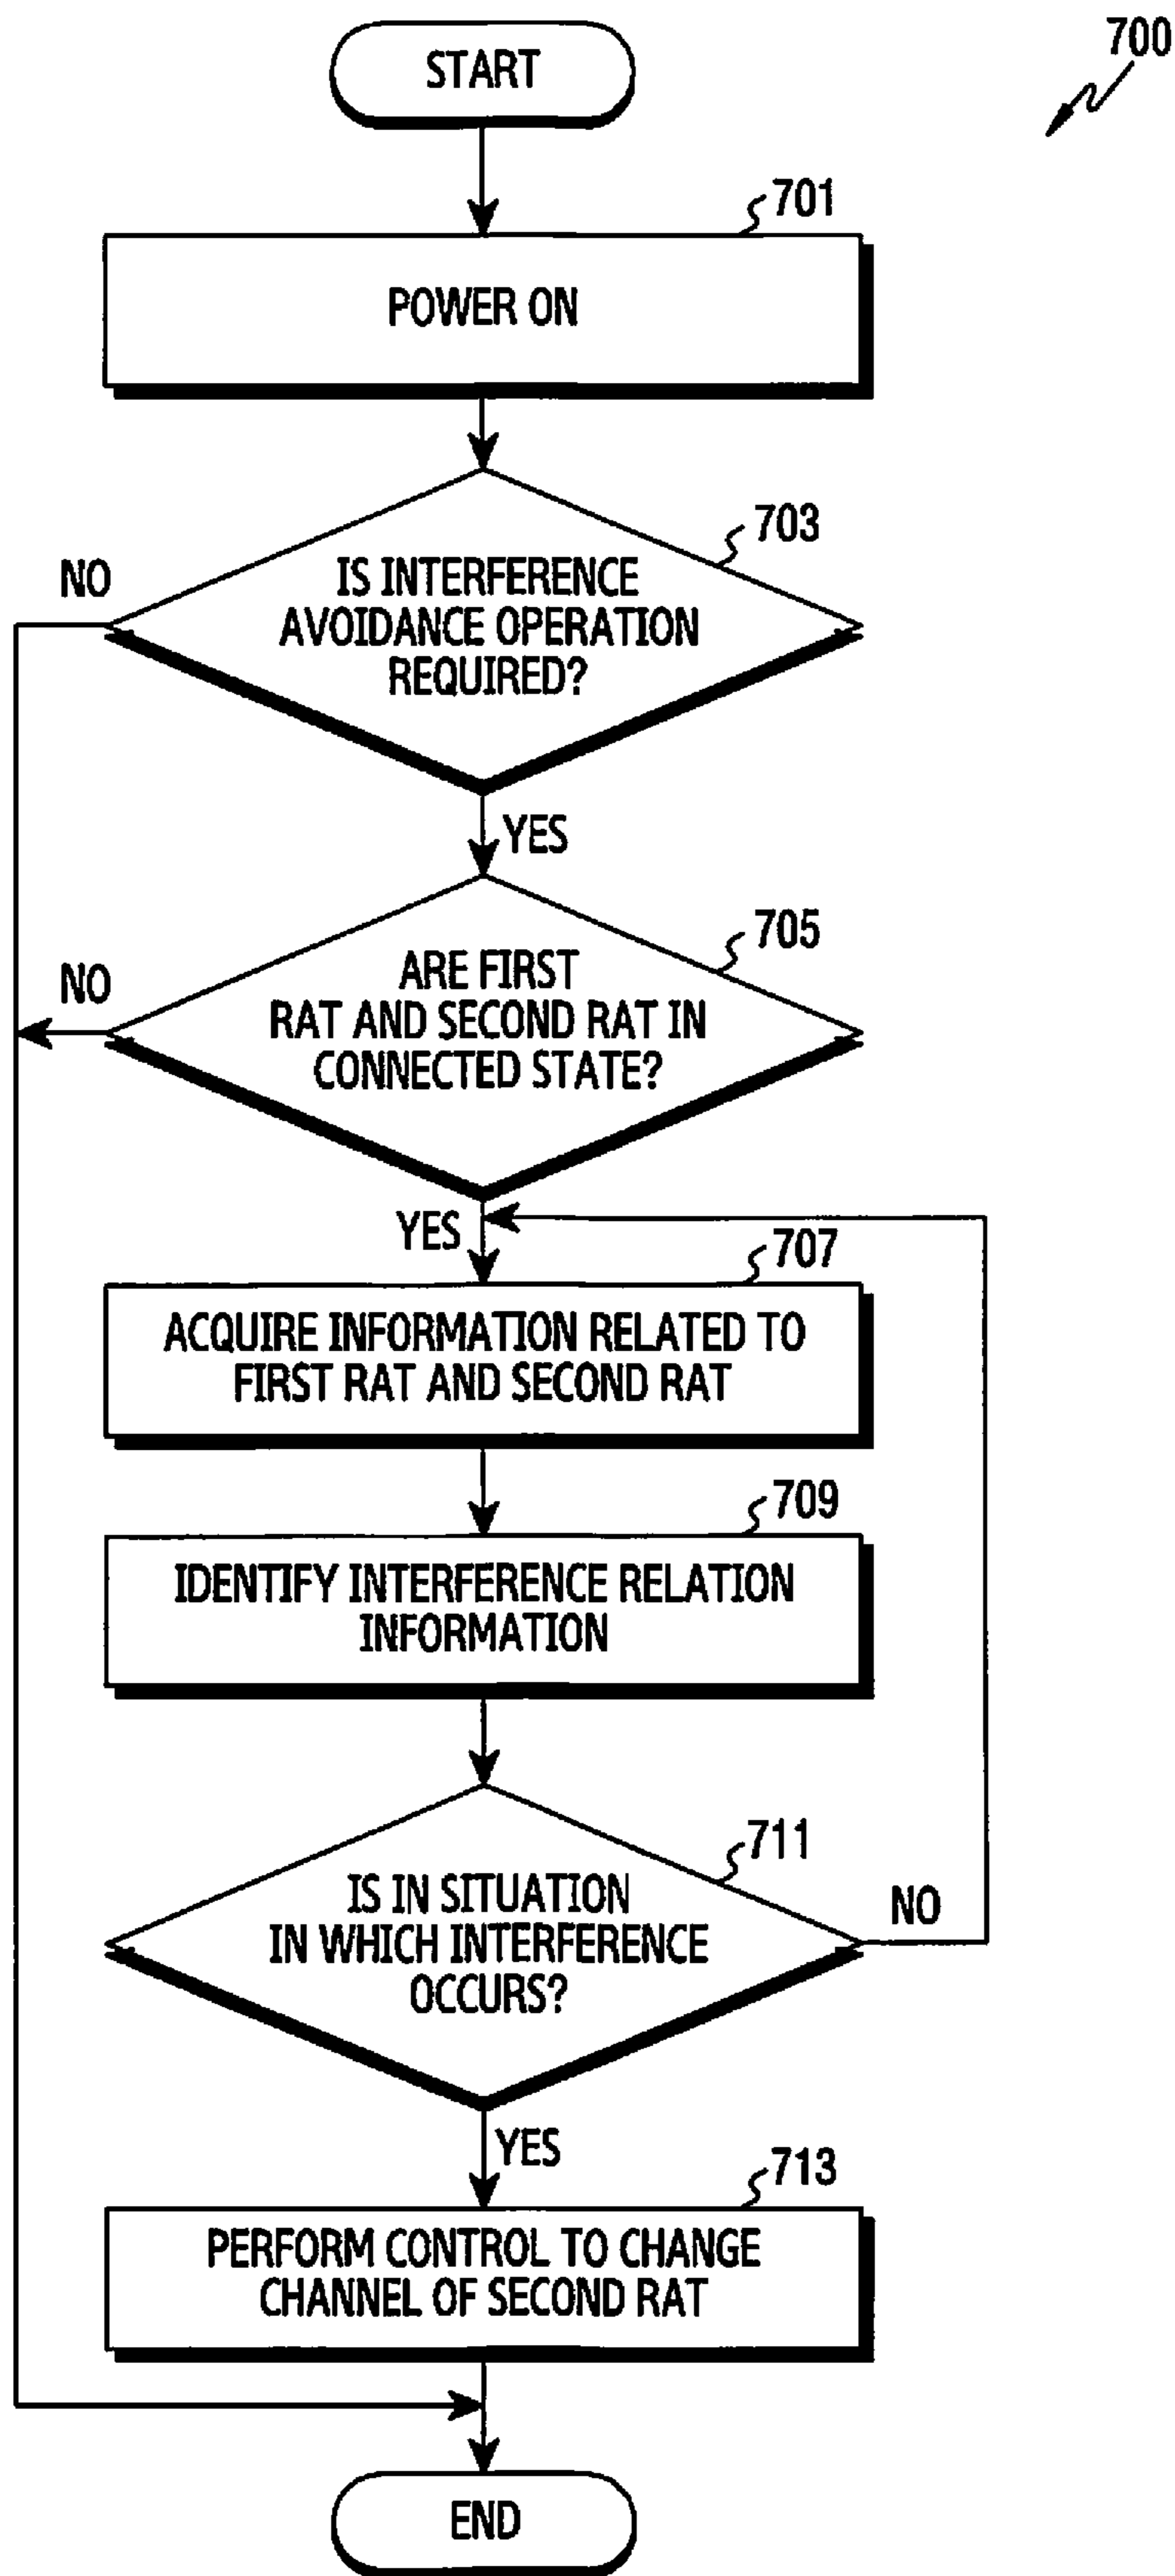 700
START
701
POWER ON
703
NO
IS INTERFERENCE
AVOIDANCE OPERATION
REQUIRED?
YES
705
NO
ARE FIRST
RAT AND SECOND RAT IN
CONNECTED STATE?
YES
707
ACQUIRE INFORMATION RELATED TO
FIRST RAT AND SECOND RAT
709
IDENTIFY INTERFERENCE RELATION
INFORMATION
711
IS IN SITUATION
IN WHICH INTERFERENCE
OCCURS?
NO
YES
713
PERFORM CONTROL TO CHANGE
CHANNEL OF SECOND RAT
END